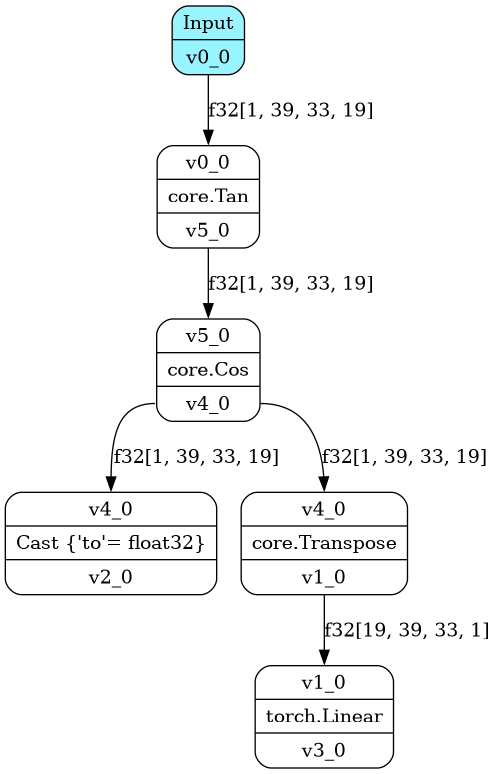 Input
v0_0
f32[1, 39, 33, 19]
v0_0
core.Tan
v5_0
f32[1, 39, 33, 19]
v5_0
core.Cos
v4_0
f32[1, 39, 33, 19]
f32[1, 39, 33, 19]
v4_0
Cast {'to'= float32}
v2_0
v4_0
core.Transpose
v1_0
f32[19, 39, 33, 1]
v1_0
torch.Linear
v3_0